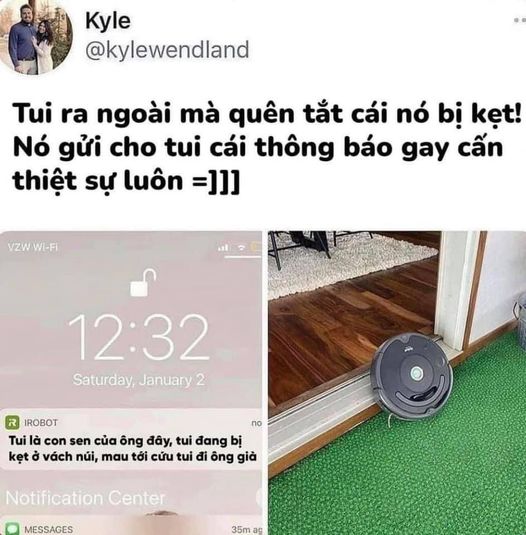 Kyle
@kylewendland
Tui ra ngoài mà quên tắt cái nó bị kẹt!
Nó gửi cho tui cái thông báo gay cấn
thiệt sự luôn =]]]
VZW Wi-Fi
12:32
Saturday, January 2
IROBOT
no
Tui là con sen của ông đây, tui đang bị
kẹt ở vách núi, mau tới cứu tui đi ông già
Notification Center
MESSAGES
35m ag